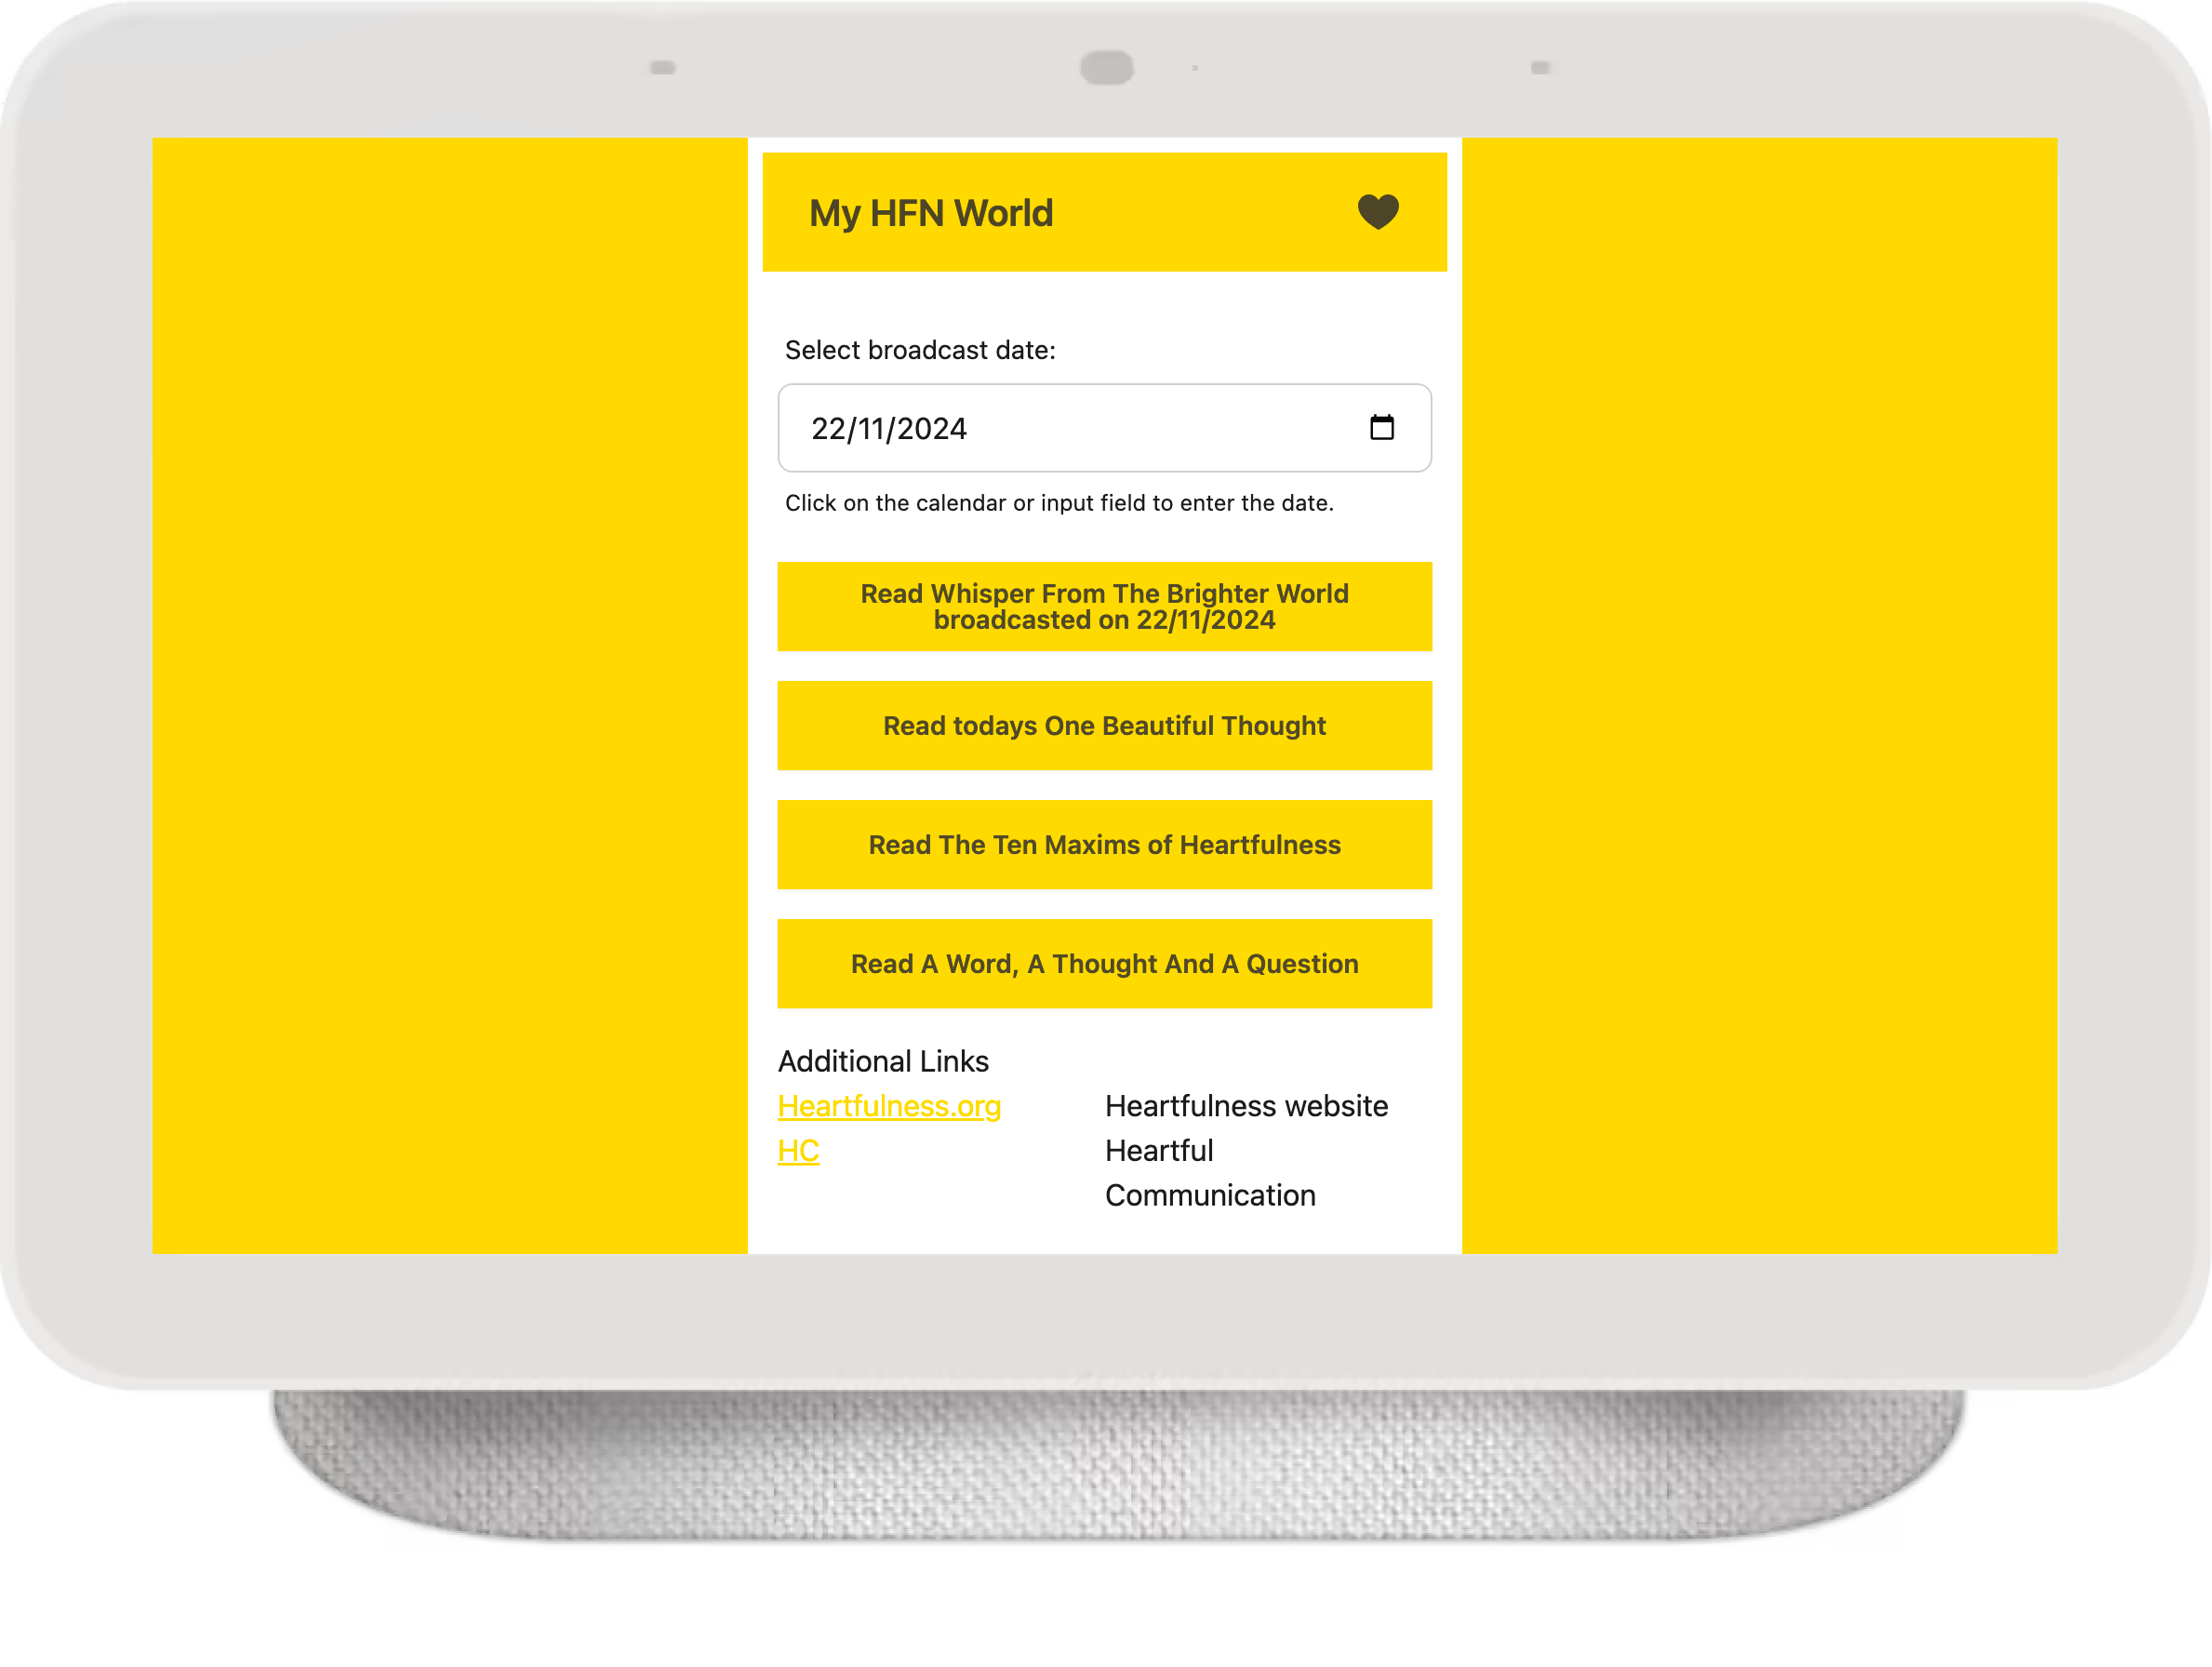 My HFN World
Select broadcast date:
22/11/2024
Click on the calendar or input field to enter the date.
Read Whisper From The Brighter World
broadcasted on 22/11/2024
Read todays One Beautiful Thought
Read The Ten Maxims of Heartfulness
Read A Word, A Thought And A Question
Additional Links
Heartfulness.org
Heartfulness website
HC
Heartful
Communication